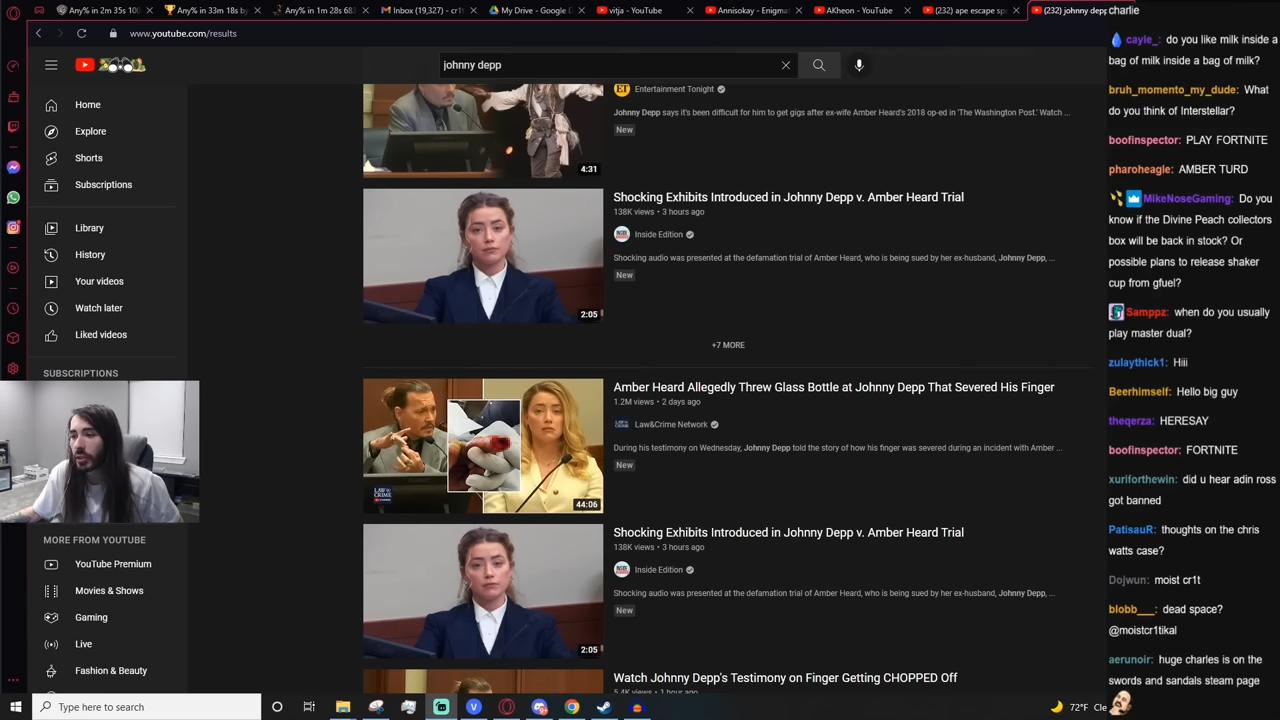 Any% in 2m 35s 10
Any% in 33m 18s by
Any% in 1m 28s 683
Inbox (19,327) - cr1t
My Drive - Google D
vitja - YouTube
Annisokay - Enigmat
AKheon - YouTube
(232) ape escape sp
(232) johnny depp
www.youtube.com/results
johnny depp
Home
Explore
Shorts
Subscriptions
Library
History
Your videos
Watch later
Liked videos
SUBSCRIPTIONS
MORE FROM YOUTUBE
YouTube Premium
Movies & Shows
Gaming
Live
Fashion & Beauty
ET
Entertainment Tonight
Johnny Depp says it's been difficult for him to get gigs after ex-wife Amber Heard's 2018 op-ed in 'The Washington Post.' Watch ...
New
4:31
Shocking Exhibits Introduced in Johnny Depp v. Amber Heard Trial
138K views • 3 hours ago
Inside Edition
Shocking audio was presented at the defamation trial of Amber Heard, who is being sued by her ex-husband, Johnny Depp, ...
New
2:05
+7 MORE
Amber Heard Allegedly Threw Glass Bottle at Johnny Depp That Severed His Finger
1.2M views • 2 days ago
Law&Crime Network
During his testimony on Wednesday, Johnny Depp told the story of how his finger was severed during an incident with Amber ...
New
LAW&
CRIME
44:06
Shocking Exhibits Introduced in Johnny Depp v. Amber Heard Trial
138K views • 3 hours ago
Inside Edition
Shocking audio was presented at the defamation trial of Amber Heard, who is being sued by her ex-husband, Johnny Depp, ...
New
2:05
Watch Johnny Depp's Testimony on Finger Getting CHOPPED Off
5.4K views • 1 hour ago
charlie
cayle_: do you like milk inside a
bag of milk inside a bag of milk?
bruh_momento_my_dude: What
do you think of Interstellar?
boofinspector: PLAY FORTNITE
pharoheagle: AMBER TURD
MikeNoseGaming: Do you
know if the Divine Peach collectors
box will be back in stock? Or
possible plans to release shaker
cup from gfuel?
Samppz: when do you usually
play master dual?
zulaythick1: Hiii
Beerhimself: Hello big guy
theqerza: HERESAY
boofinspector: FORTNITE
xuriforthewin: did u hear adin ross
got banned
PatisauR: thoughts on the chris
watts case?
Dojwun: moist cr1t
blobb___: dead space?
@moistcr1tikal
aerunoir: huge charles is on the
swords and sandals steam page
Type here to search
72°F Cle